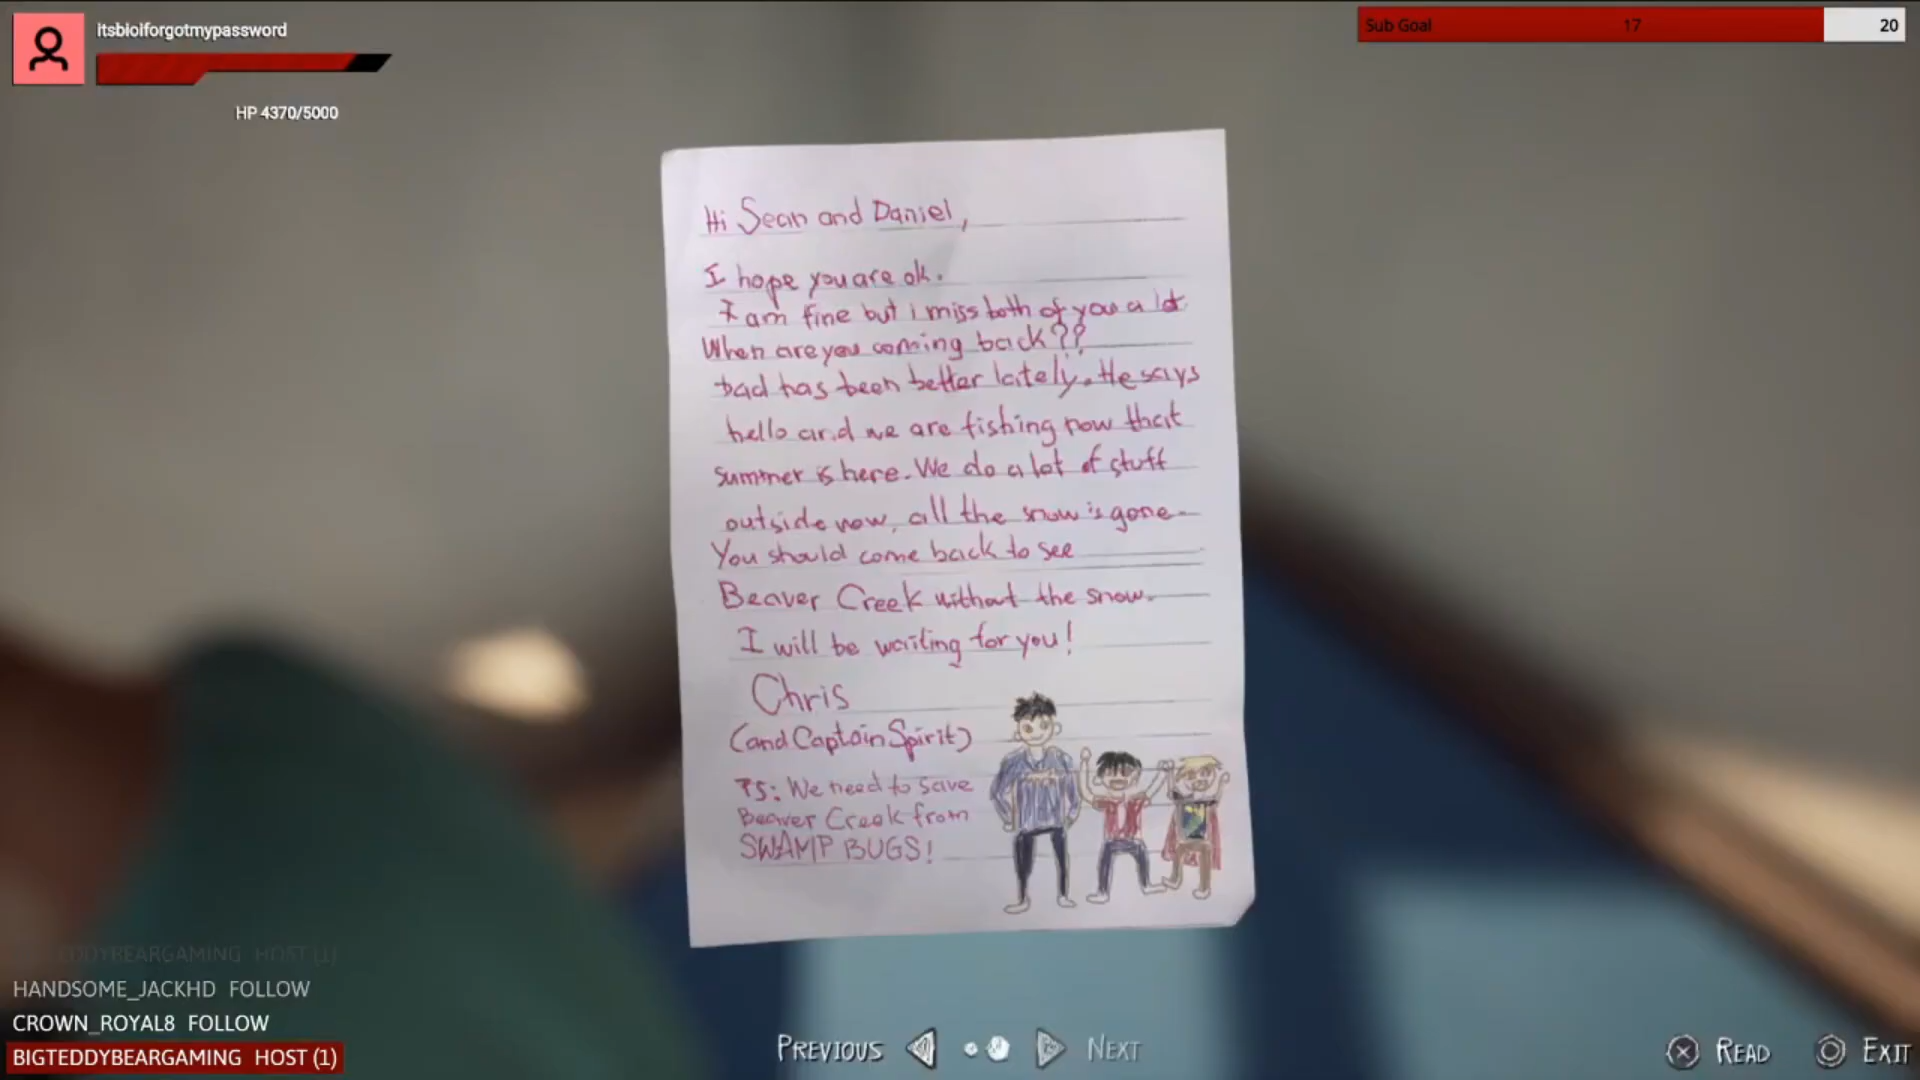 itsbioiforgotmypassword
HP 4370/5000
Sub Goal 17 20
Hi Sean and Daniel,
I hope you are ok.
I am fine but i miss both of you a lot
When are you coming back??
Dad has been better lately. He says
hello and we are fishing now that
summer is here. We do a lot of stuff
outside now, all the snow is gone.
You should come back to see
Beaver Creek without the snow.
I will be waiting for you!
Chris
(and Captain Spirit)
PS: We need to save
Beaver Creek from
SWAMP BUGS!
EDDYBEARGAMING HOST (1)
HANDSOME_JACKHD FOLLOW
CROWN_ROYAL8 FOLLOW
BIGTEDDYBEARGAMING HOST (1)
PREVIOUS NEXT
READ EXIT